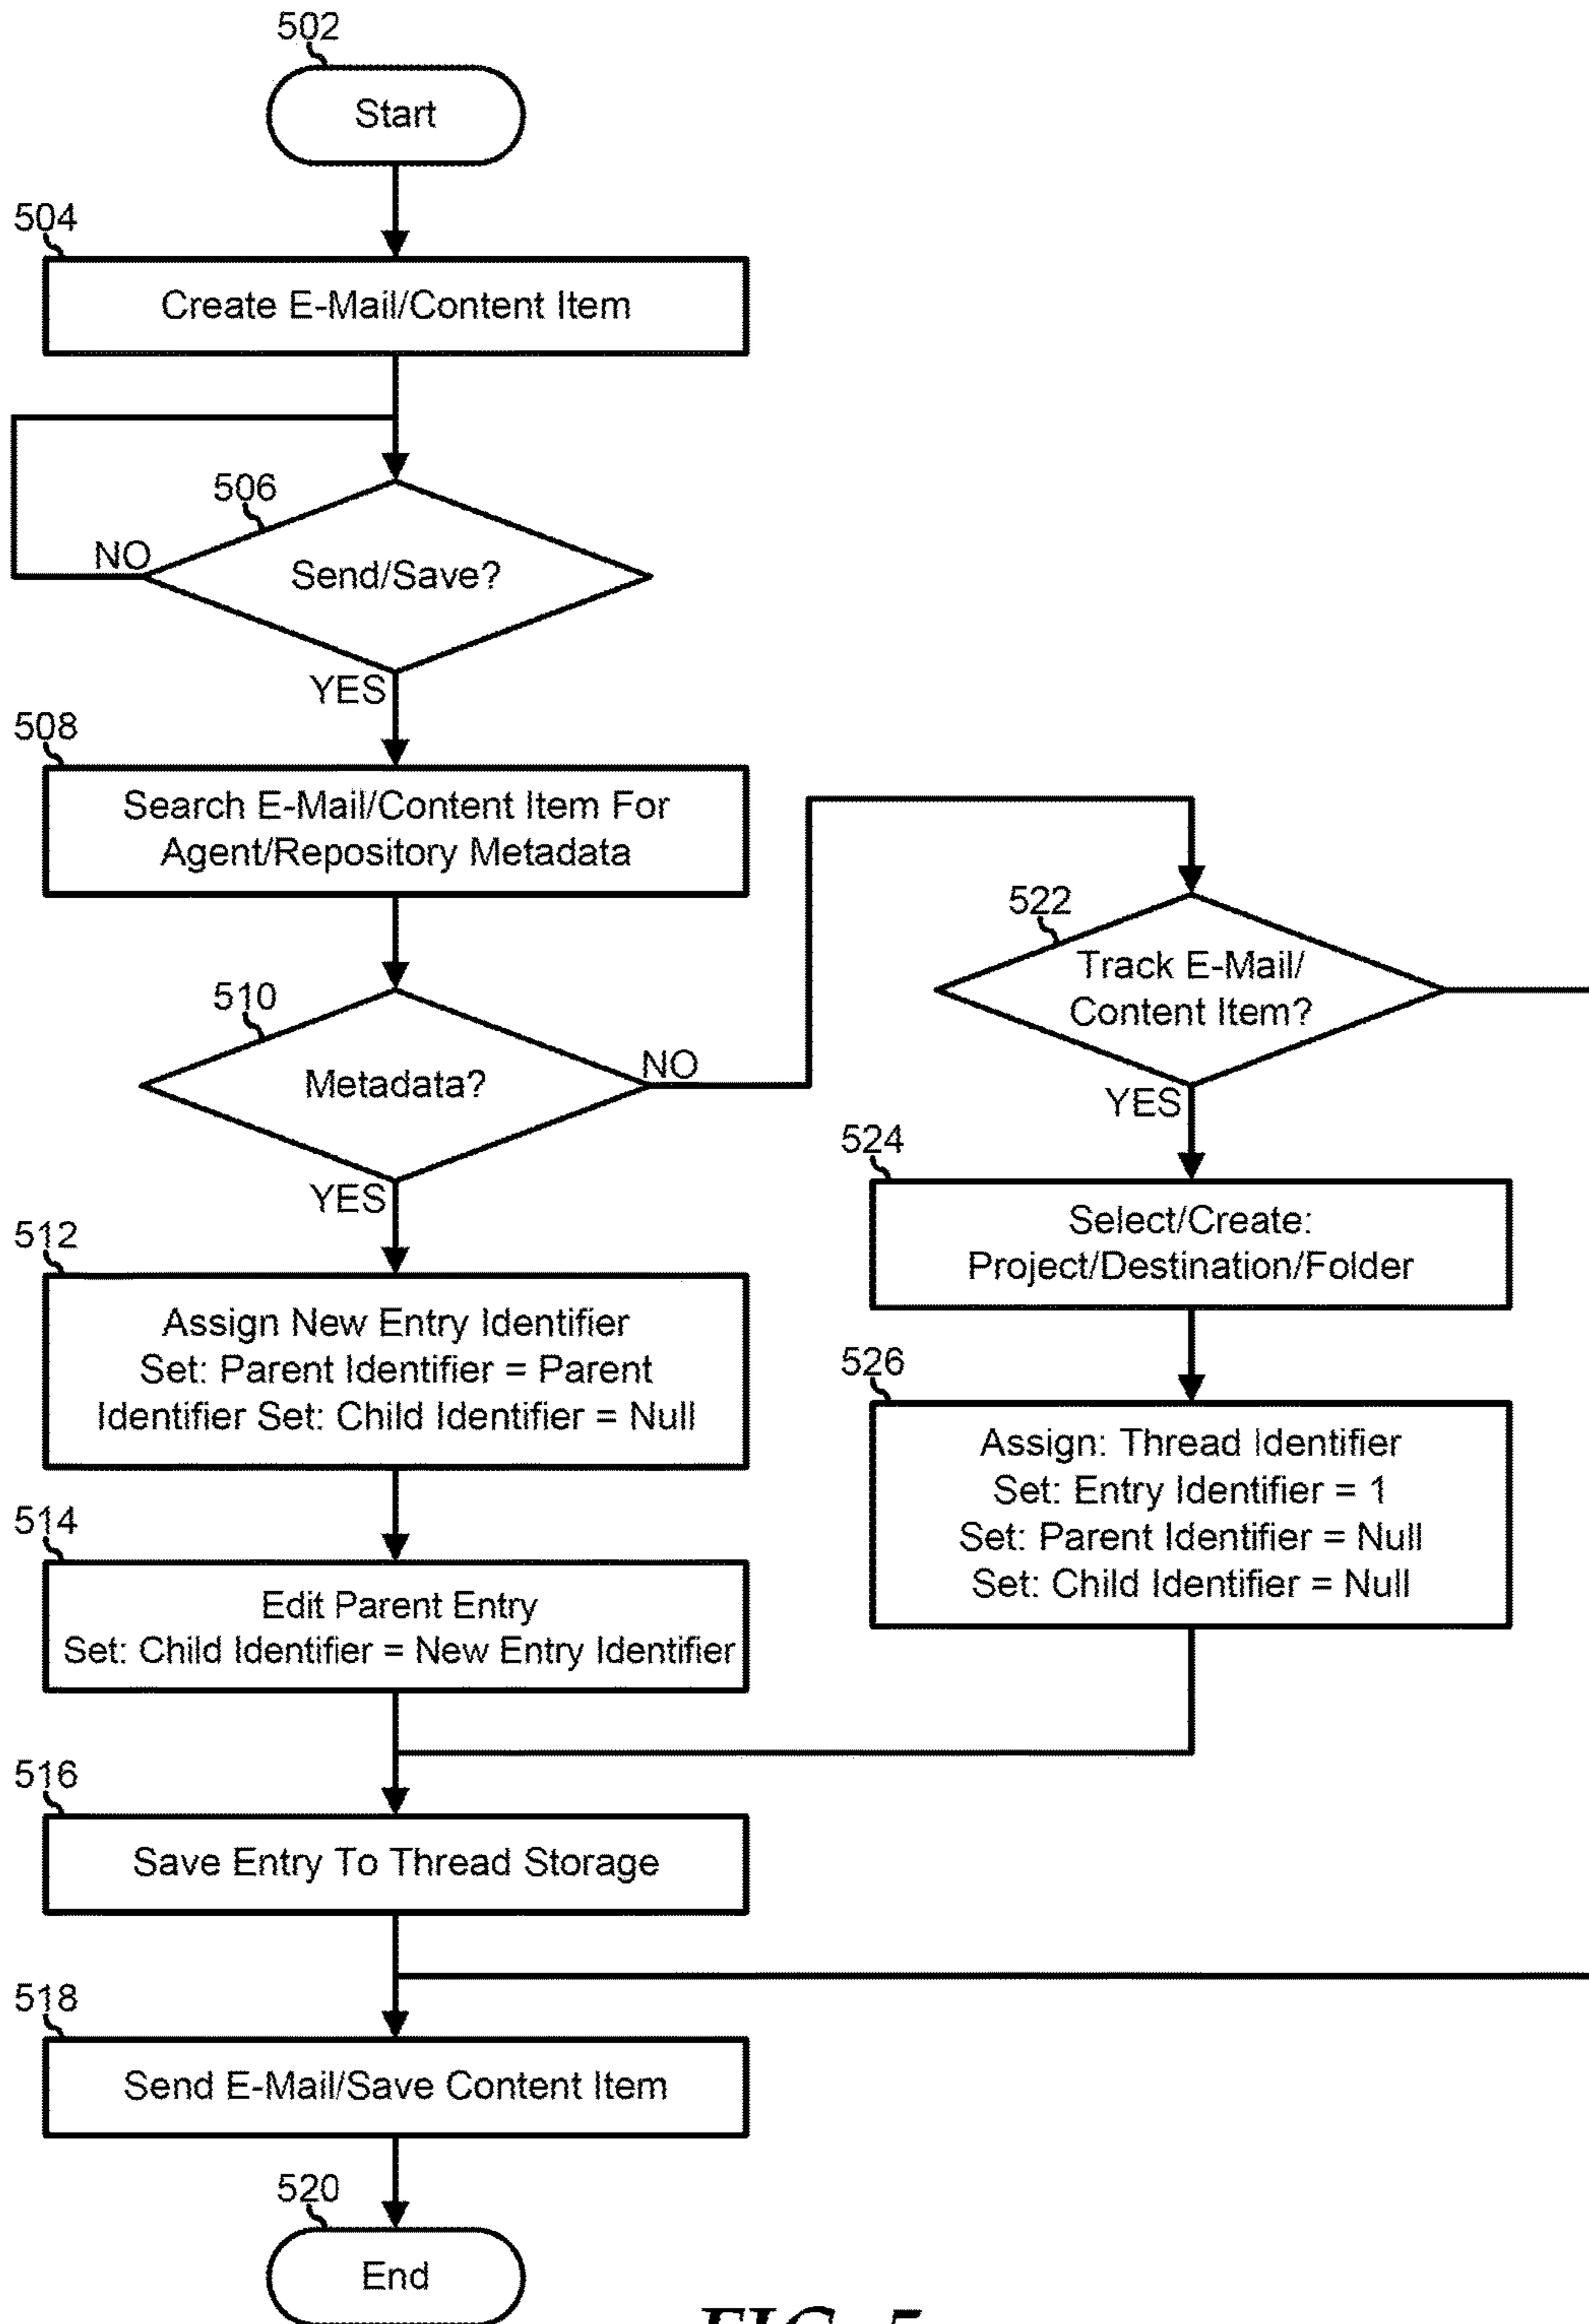 502
Start
504
Create E-Mail/Content Item
506
NO
Send/Save?
YES
508
Search E-Mail/Content Item For
Agent/Repository Metadata
510
Metadata?
NO
YES
522
Track E-Mail/
Content Item?
YES
524
Select/Create:
Project/Destination/Folder
526
Assign: Thread Identifier
Set: Entry Identifier = 1
Set: Parent Identifier = Null
Set: Child Identifier = Null
512
Assign New Entry Identifier
Set: Parent Identifier = Parent
Identifier Set: Child Identifier = Null
514
Edit Parent Entry
Set: Child Identifier = New Entry Identifier
516
Save Entry To Thread Storage
518
Send E-Mail/Save Content Item
520
End
FIG. 5